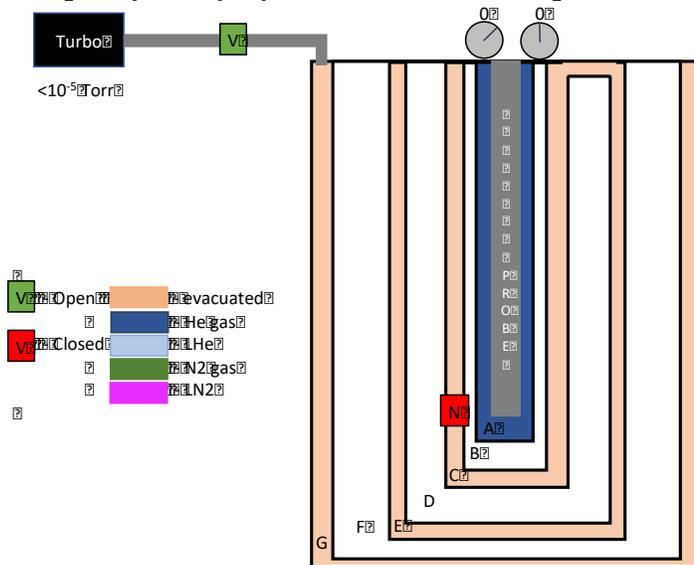 0 0
Turbo
V
<10-5 Torr
P
R
O
B
E
V Open evacuated
He gas
V Closed LHe
N2 gas
LN2
N
A
B
C
D
F E
G